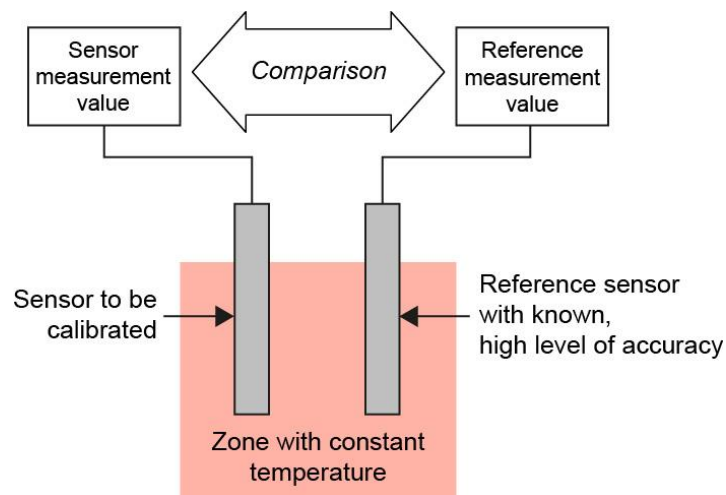 Sensor
measurement
value
Comparison
Reference
measurement
value
Sensor to be
calibrated
Reference sensor
with known,
high level of accuracy
Zone with constant
temperature